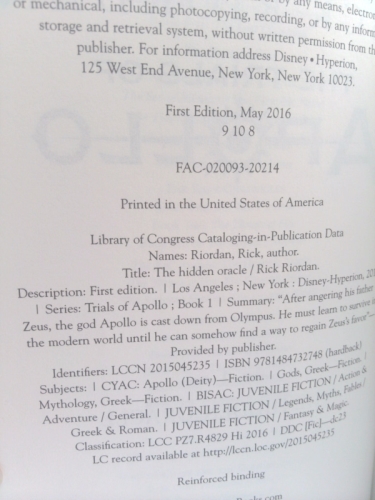 by any means, electron
or mechanical, including photocopying, recording, or by any inform
storage and retrieval system, without written permission from th
publisher. For information address Disney • Hyperion,
125 West End Avenue, New York, New York 10023.
First Edition, May 2016
9 10 8
FAC-020093-20214
Printed in the United States of America
Library of Congress Cataloging-in-Publication Data
Names: Riordan, Rick, author.
Title: The hidden oracle / Rick Riordan.
Description: First edition. | Los Angeles ; New York : Disney-Hyperion, 201
| Series: Trials of Apollo ; Book 1 | Summary: "After angering his father
Zeus, the god Apollo is cast down from Olympus. He must learn to survive in
the modern world until he can somehow find a way to regain Zeus's favor"—
Provided by publisher.
Identifiers: LCCN 2015045235 | ISBN 9781484732748 (hardback)
Subjects: | CYAC: Apollo (Deity)—Fiction. | Gods, Greek—Fiction. |
Mythology, Greek—Fiction. | BISAC: JUVENILE FICTION / Action &
Adventure / General. | JUVENILE FICTION / Legends, Myths, Fables /
Greek & Roman. | JUVENILE FICTION / Fantasy & Magic.
Classification: LCC PZ7.R4829 Hi 2016 | DDC [Fic]—dc23
LC record available at http://lccn.loc.gov/2015045235
Reinforced binding